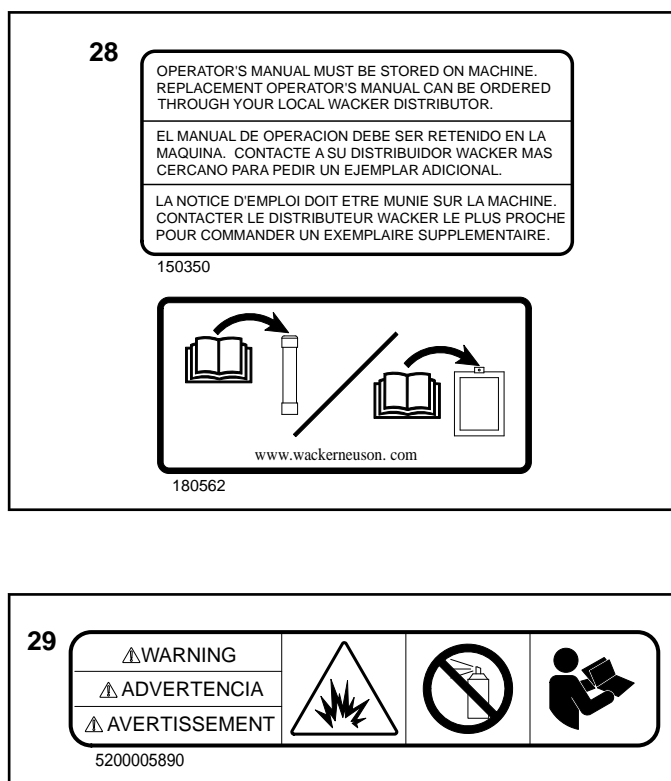 28
OPERATOR'S MANUAL MUST BE STORED ON MACHINE.
REPLACEMENT OPERATOR'S MANUAL CAN BE ORDERED
THROUGH YOUR LOCAL WACKER DISTRIBUTOR.
EL MANUAL DE OPERACION DEBE SER RETENIDO EN LA
MAQUINA. CONTACTE A SU DISTRIBUIDOR WACKER MAS
CERCANO PARA PEDIR UN EJEMPLAR ADICIONAL.
LA NOTICE D'EMPLOI DOIT ETRE MUNIE SUR LA MACHINE.
CONTACTER LE DISTRIBUTEUR WACKER LE PLUS PROCHE
POUR COMMANDER UN EXEMPLAIRE SUPPLEMENTAIRE.
150350
www.wackerneuson. com
180562
29
WARNING
ADVERTENCIA
AVERTISSEMENT
5200005890